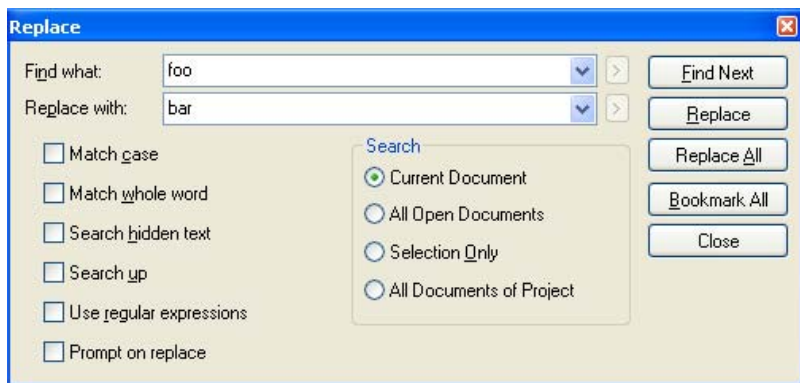 Replace
Find what: foo
Replace with: bar
Match case
Match whole word
Search hidden text
Search up
Use regular expressions
Prompt on replace
Search
Current Document
All Open Documents
Selection Only
All Documents of Project
Find Next
Replace
Replace All
Bookmark All
Close